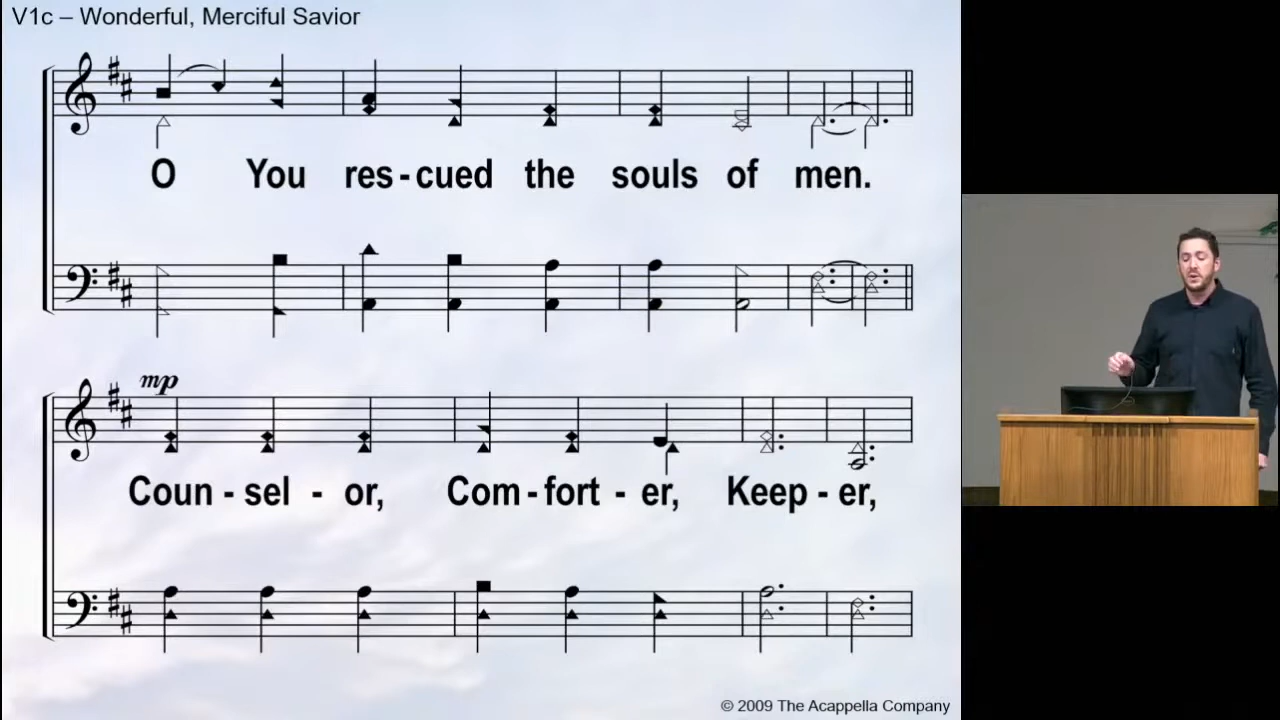 V1c – Wonderful, Merciful Savior
O You res - cued the souls of men.
mp
Coun - sel - or, Com - fort - er, Keep - er,
© 2009 The Acappella Company